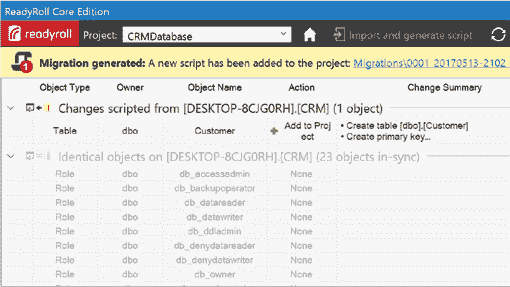 ReadyRoll Core Edition
readyroll Project: CRMDatabase Import and generate script
Migration generated: A new script has been added to the project: Migrations\0001_20170513-2102_
1
Object Type Owner Object Name Action Change Summary
Changes scripted from [DESKTOP-8CJG0RH].[CRM] (1 object)
Table dbo Customer Add to Proj • Create table [dbo].[Customer]
ect • Create primary key...
Identical objects on [DESKTOP-8CJG0RH].[CRM] (23 objects in-sync)
Role dbo db_accessadmin None
Role dbo db_backupoperator None
Role dbo db_datareader None
Role dbo db_datawriter None
Role dbo db_ddladmin None
Role dbo db_denydatareader None
Role dbo db_denydatawriter None
Role dbo db_owner None